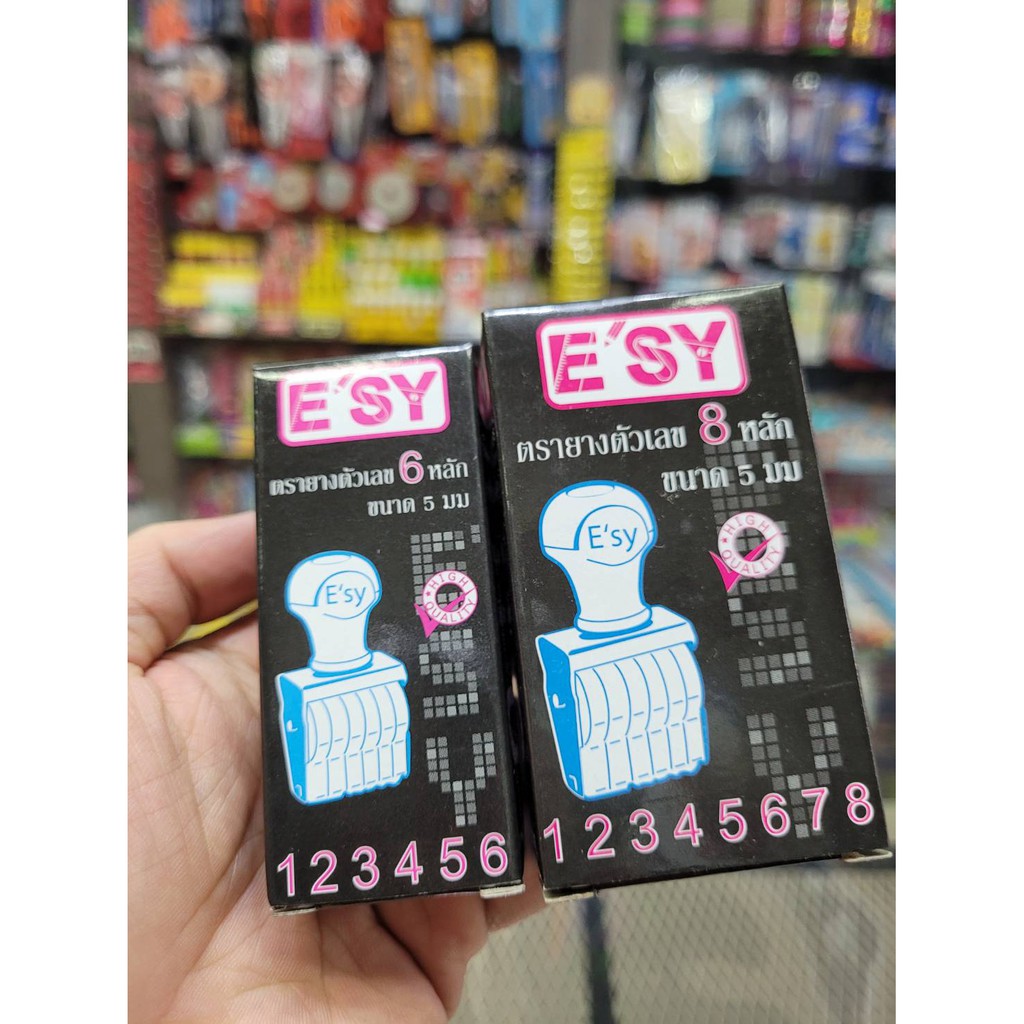 E'SY
ตรายางตัวเลข 6 หลัก
ขนาด 5 มม
E'sy
HIGH QUALITY
123456
E'SY
ตรายางตัวเลข 8 หลัก
ขนาด 5 มม
E'sy
HIGH QUALITY
12345678